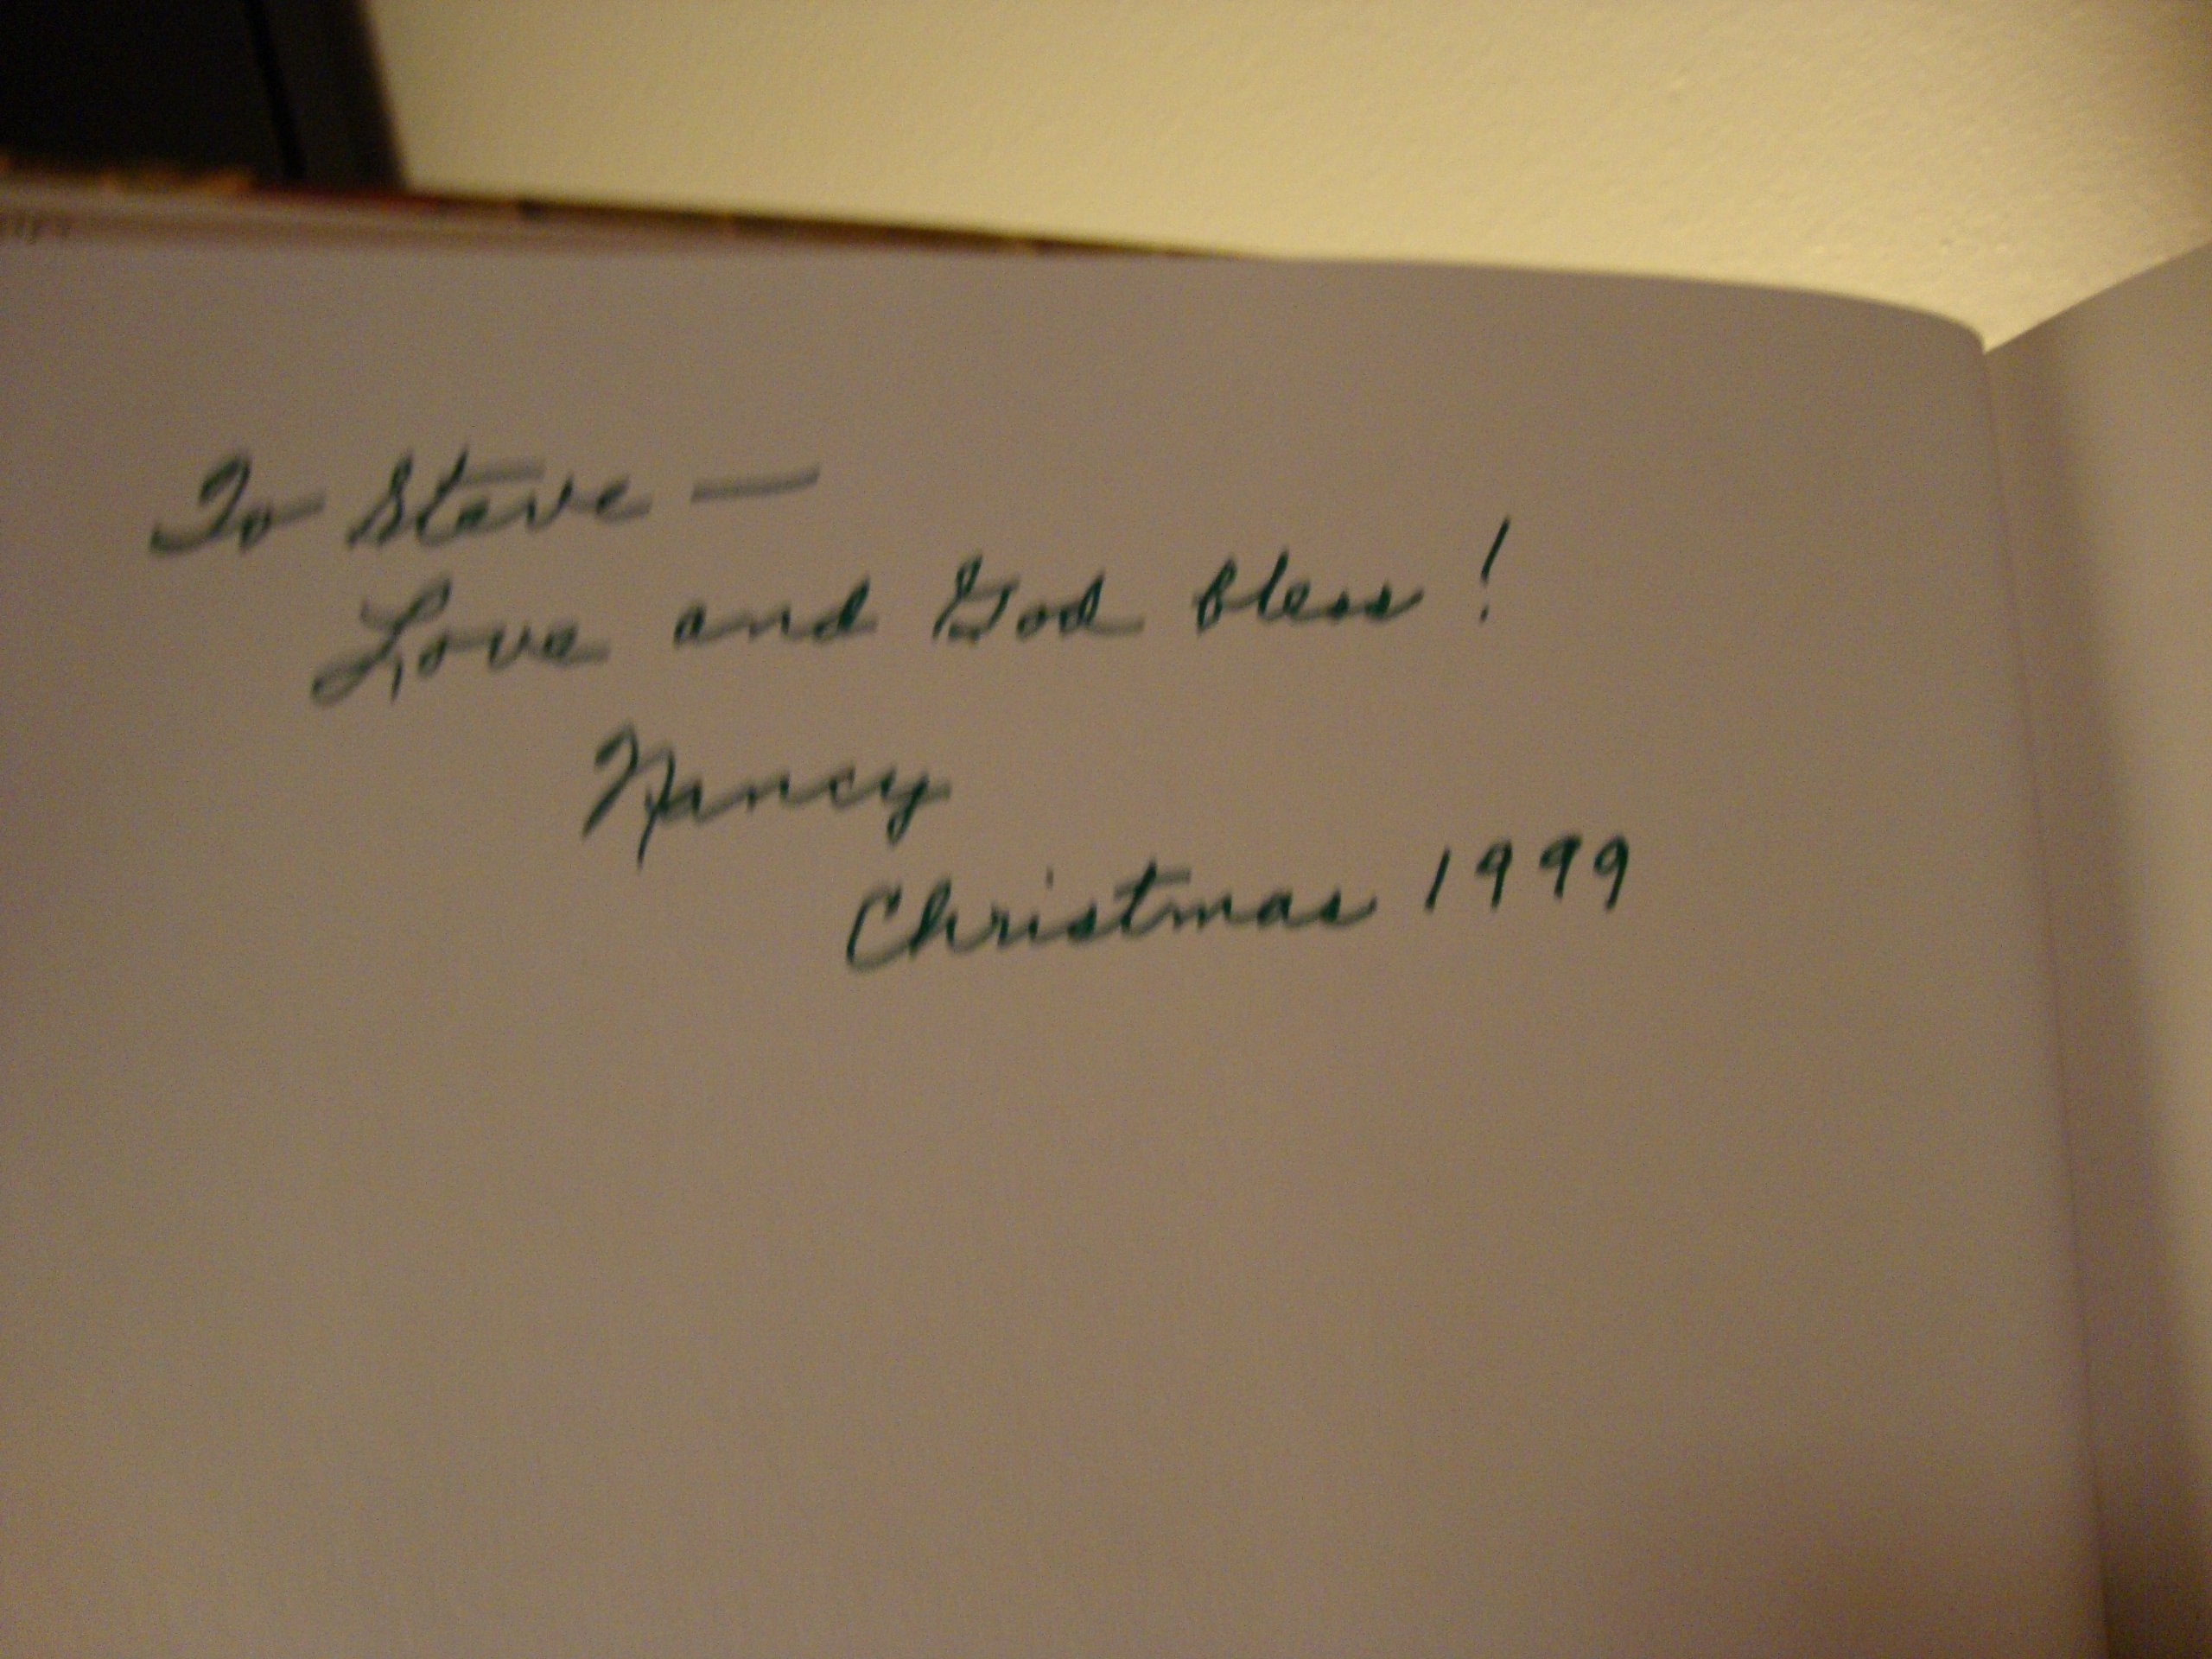 To Steve —
Love and God bless!
Nancy
Christmas 1999